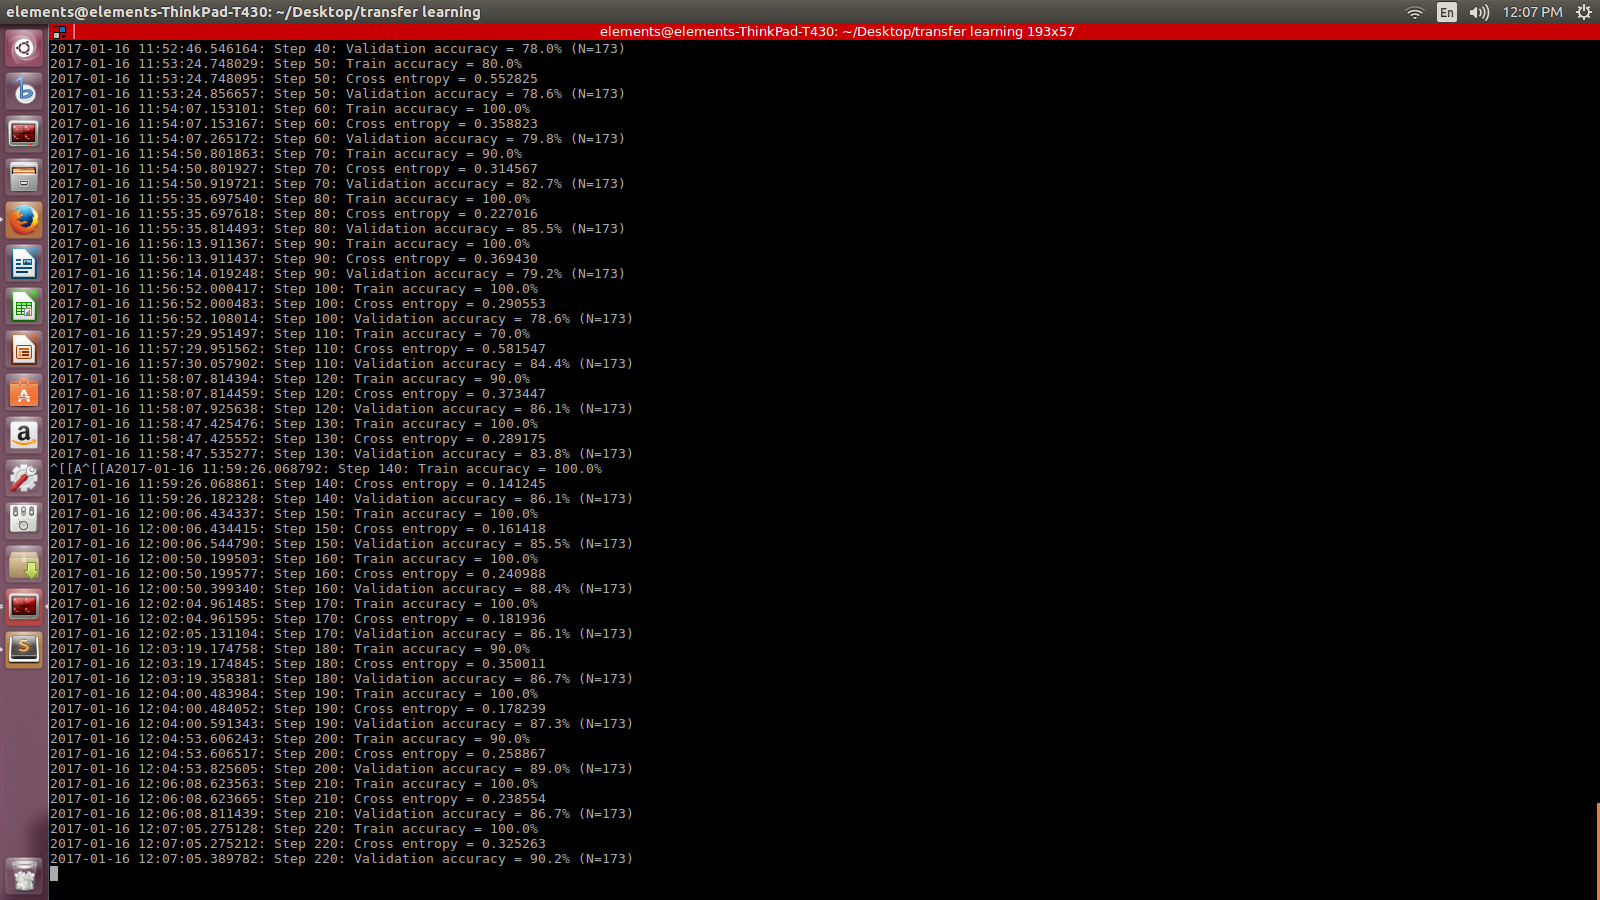 elements@elements-ThinkPad-T430: ~/Desktop/transfer learning
En
12:07 PM
elements@elements-ThinkPad-T430: ~/Desktop/transfer learning 193x57
2017-01-16 11:52:46.546164: Step 40: Validation accuracy = 78.0% (N=173)
2017-01-16 11:53:24.748029: Step 50: Train accuracy = 80.0%
2017-01-16 11:53:24.748095: Step 50: Cross entropy = 0.552825
2017-01-16 11:53:24.856657: Step 50: Validation accuracy = 78.6% (N=173)
2017-01-16 11:54:07.153101: Step 60: Train accuracy = 100.0%
2017-01-16 11:54:07.153167: Step 60: Cross entropy = 0.358823
2017-01-16 11:54:07.265172: Step 60: Validation accuracy = 79.8% (N=173)
2017-01-16 11:54:50.801863: Step 70: Train accuracy = 90.0%
2017-01-16 11:54:50.801927: Step 70: Cross entropy = 0.314567
2017-01-16 11:54:50.919721: Step 70: Validation accuracy = 82.7% (N=173)
2017-01-16 11:55:35.697540: Step 80: Train accuracy = 100.0%
2017-01-16 11:55:35.697618: Step 80: Cross entropy = 0.227016
2017-01-16 11:55:35.814493: Step 80: Validation accuracy = 85.5% (N=173)
2017-01-16 11:56:13.911367: Step 90: Train accuracy = 100.0%
2017-01-16 11:56:13.911437: Step 90: Cross entropy = 0.369430
2017-01-16 11:56:14.019248: Step 90: Validation accuracy = 79.2% (N=173)
2017-01-16 11:56:52.000417: Step 100: Train accuracy = 100.0%
2017-01-16 11:56:52.000483: Step 100: Cross entropy = 0.290553
2017-01-16 11:56:52.108014: Step 100: Validation accuracy = 78.6% (N=173)
2017-01-16 11:57:29.951497: Step 110: Train accuracy = 70.0%
2017-01-16 11:57:29.951562: Step 110: Cross entropy = 0.581547
2017-01-16 11:57:30.057902: Step 110: Validation accuracy = 84.4% (N=173)
2017-01-16 11:58:07.814394: Step 120: Train accuracy = 90.0%
2017-01-16 11:58:07.814459: Step 120: Cross entropy = 0.373447
2017-01-16 11:58:07.925638: Step 120: Validation accuracy = 86.1% (N=173)
2017-01-16 11:58:47.425476: Step 130: Train accuracy = 100.0%
2017-01-16 11:58:47.425552: Step 130: Cross entropy = 0.289175
2017-01-16 11:58:47.535277: Step 130: Validation accuracy = 83.8% (N=173)
^[[A^[[A2017-01-16 11:59:26.068792: Step 140: Train accuracy = 100.0%
2017-01-16 11:59:26.068861: Step 140: Cross entropy = 0.141245
2017-01-16 11:59:26.182328: Step 140: Validation accuracy = 86.1% (N=173)
2017-01-16 12:00:06.434337: Step 150: Train accuracy = 100.0%
2017-01-16 12:00:06.434415: Step 150: Cross entropy = 0.161418
2017-01-16 12:00:06.544790: Step 150: Validation accuracy = 85.5% (N=173)
2017-01-16 12:00:50.199503: Step 160: Train accuracy = 100.0%
2017-01-16 12:00:50.199577: Step 160: Cross entropy = 0.240988
2017-01-16 12:00:50.399340: Step 160: Validation accuracy = 88.4% (N=173)
2017-01-16 12:02:04.961485: Step 170: Train accuracy = 100.0%
2017-01-16 12:02:04.961595: Step 170: Cross entropy = 0.181936
2017-01-16 12:02:05.131104: Step 170: Validation accuracy = 86.1% (N=173)
2017-01-16 12:03:19.174758: Step 180: Train accuracy = 90.0%
2017-01-16 12:03:19.174845: Step 180: Cross entropy = 0.350011
2017-01-16 12:03:19.358381: Step 180: Validation accuracy = 86.7% (N=173)
2017-01-16 12:04:00.483984: Step 190: Train accuracy = 100.0%
2017-01-16 12:04:00.484052: Step 190: Cross entropy = 0.178239
2017-01-16 12:04:00.591343: Step 190: Validation accuracy = 87.3% (N=173)
2017-01-16 12:04:53.606243: Step 200: Train accuracy = 90.0%
2017-01-16 12:04:53.606517: Step 200: Cross entropy = 0.258867
2017-01-16 12:04:53.825605: Step 200: Validation accuracy = 89.0% (N=173)
2017-01-16 12:06:08.623563: Step 210: Train accuracy = 100.0%
2017-01-16 12:06:08.623665: Step 210: Cross entropy = 0.238554
2017-01-16 12:06:08.811439: Step 210: Validation accuracy = 86.7% (N=173)
2017-01-16 12:07:05.275128: Step 220: Train accuracy = 100.0%
2017-01-16 12:07:05.275212: Step 220: Cross entropy = 0.325263
2017-01-16 12:07:05.389782: Step 220: Validation accuracy = 90.2% (N=173)